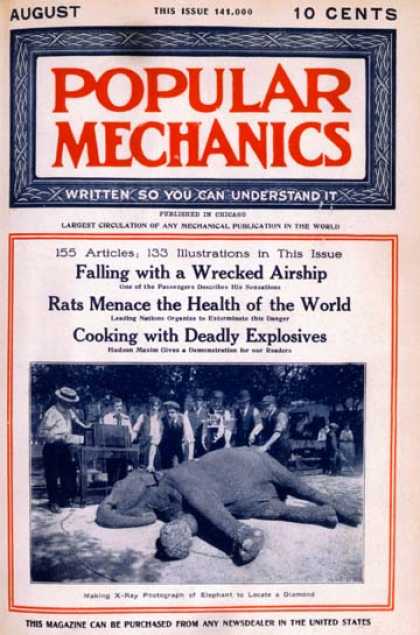 AUGUST THIS ISSUE 141,000 10 CENTS
POPULAR
MECHANICS
WRITTEN SO YOU CAN UNDERSTAND IT
PUBLISHED IN CHICAGO
LARGEST CIRCULATION OF ANY MECHANICAL PUBLICATION IN THE WORLD
155 Articles; 133 Illustrations in This Issue
Falling with a Wrecked Airship
One of the Passengers Describes His Sensations
Rats Menace the Health of the World
Leading Nations Organize to Exterminate this Danger
Cooking with Deadly Explosives
Hudson Maxim Gives a Demonstration for our Readers
Making X-Ray Photograph of Elephant to Locate a Diamond
THIS MAGAZINE CAN BE PURCHASED FROM ANY NEWSDEALER IN THE UNITED STATES